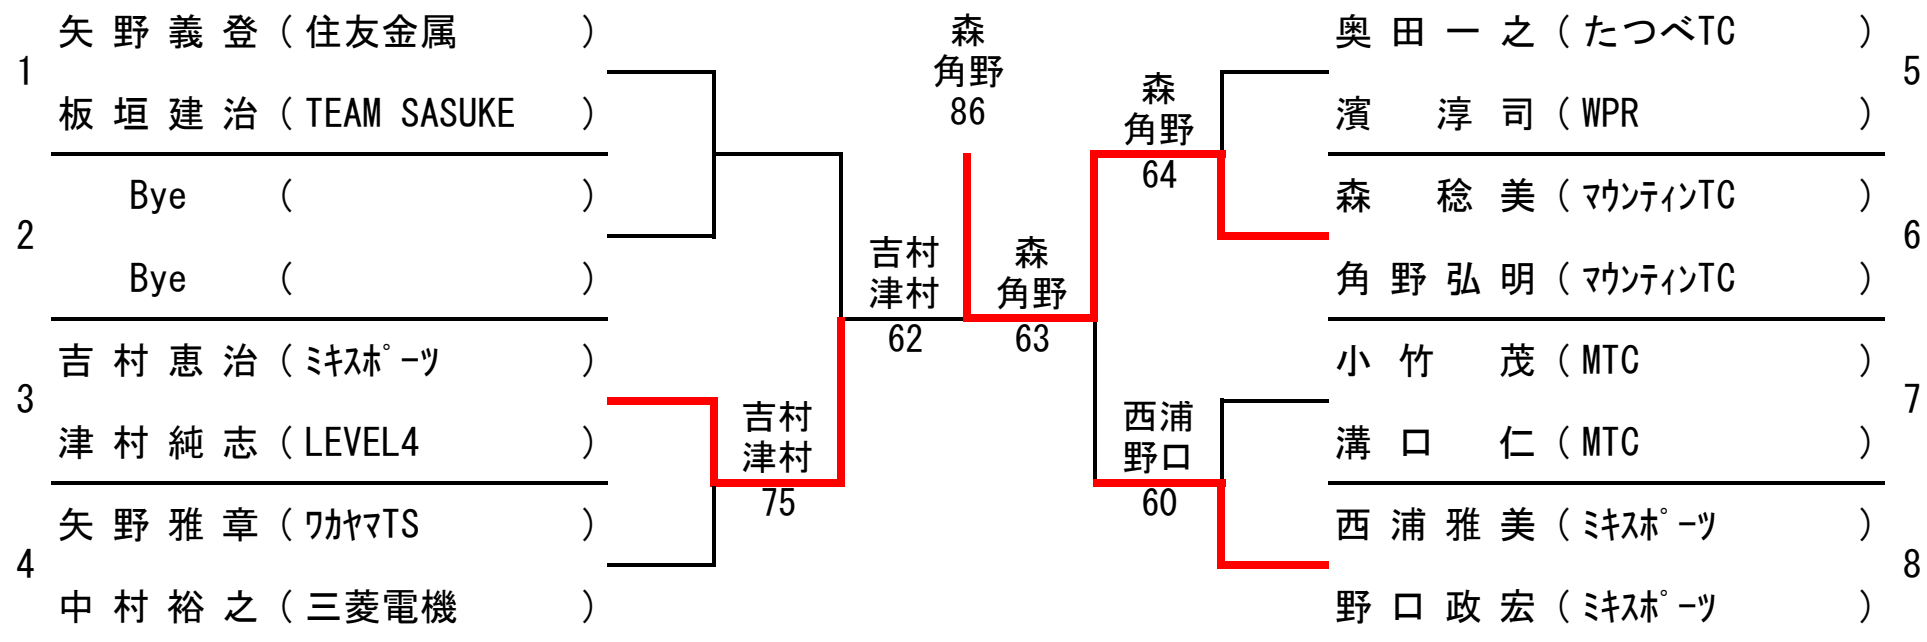 1
矢野義登（住友金属）
板垣建治（TEAM SASUKE）
2
Bye（）
Bye（）
3
吉村恵治（ﾐｷｽﾎﾟｰﾂ）
津村純志（LEVEL4）
4
矢野雅章（ﾜｶﾔﾏTS）
中村裕之（三菱電機）
吉村
津村
75
吉村
津村
62
森
角野
86
森
角野
63
森
角野
64
西浦
野口
60
奥田一之（たつべTC）
濱淳司（WPR）
5
森稔美（ﾏｳﾝﾃｨﾝTC）
角野弘明（ﾏｳﾝﾃｨﾝTC）
6
小竹茂（MTC）
溝口仁（MTC）
7
西浦雅美（ﾐｷｽﾎﾟｰﾂ）
野口政宏（ﾐｷｽﾎﾟｰﾂ）
8